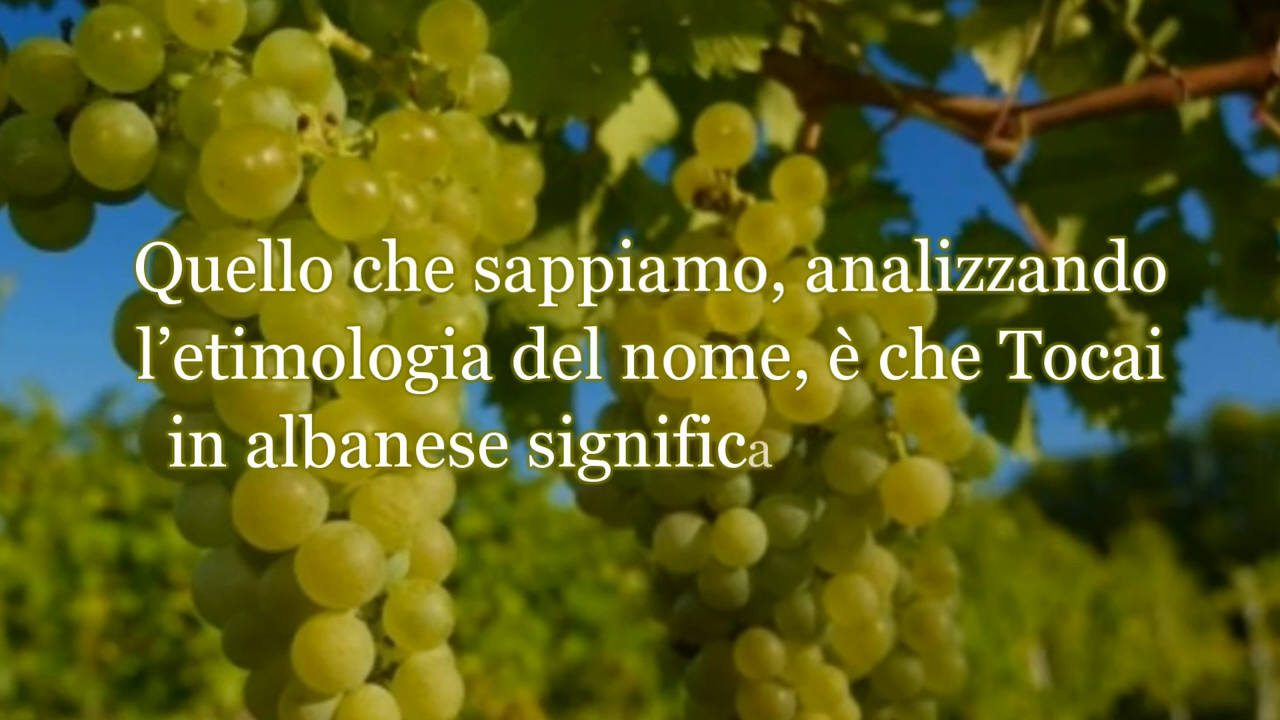 Quello che sappiamo, analizzando
l’etimologia del nome, è che Tocai
in albanese significa